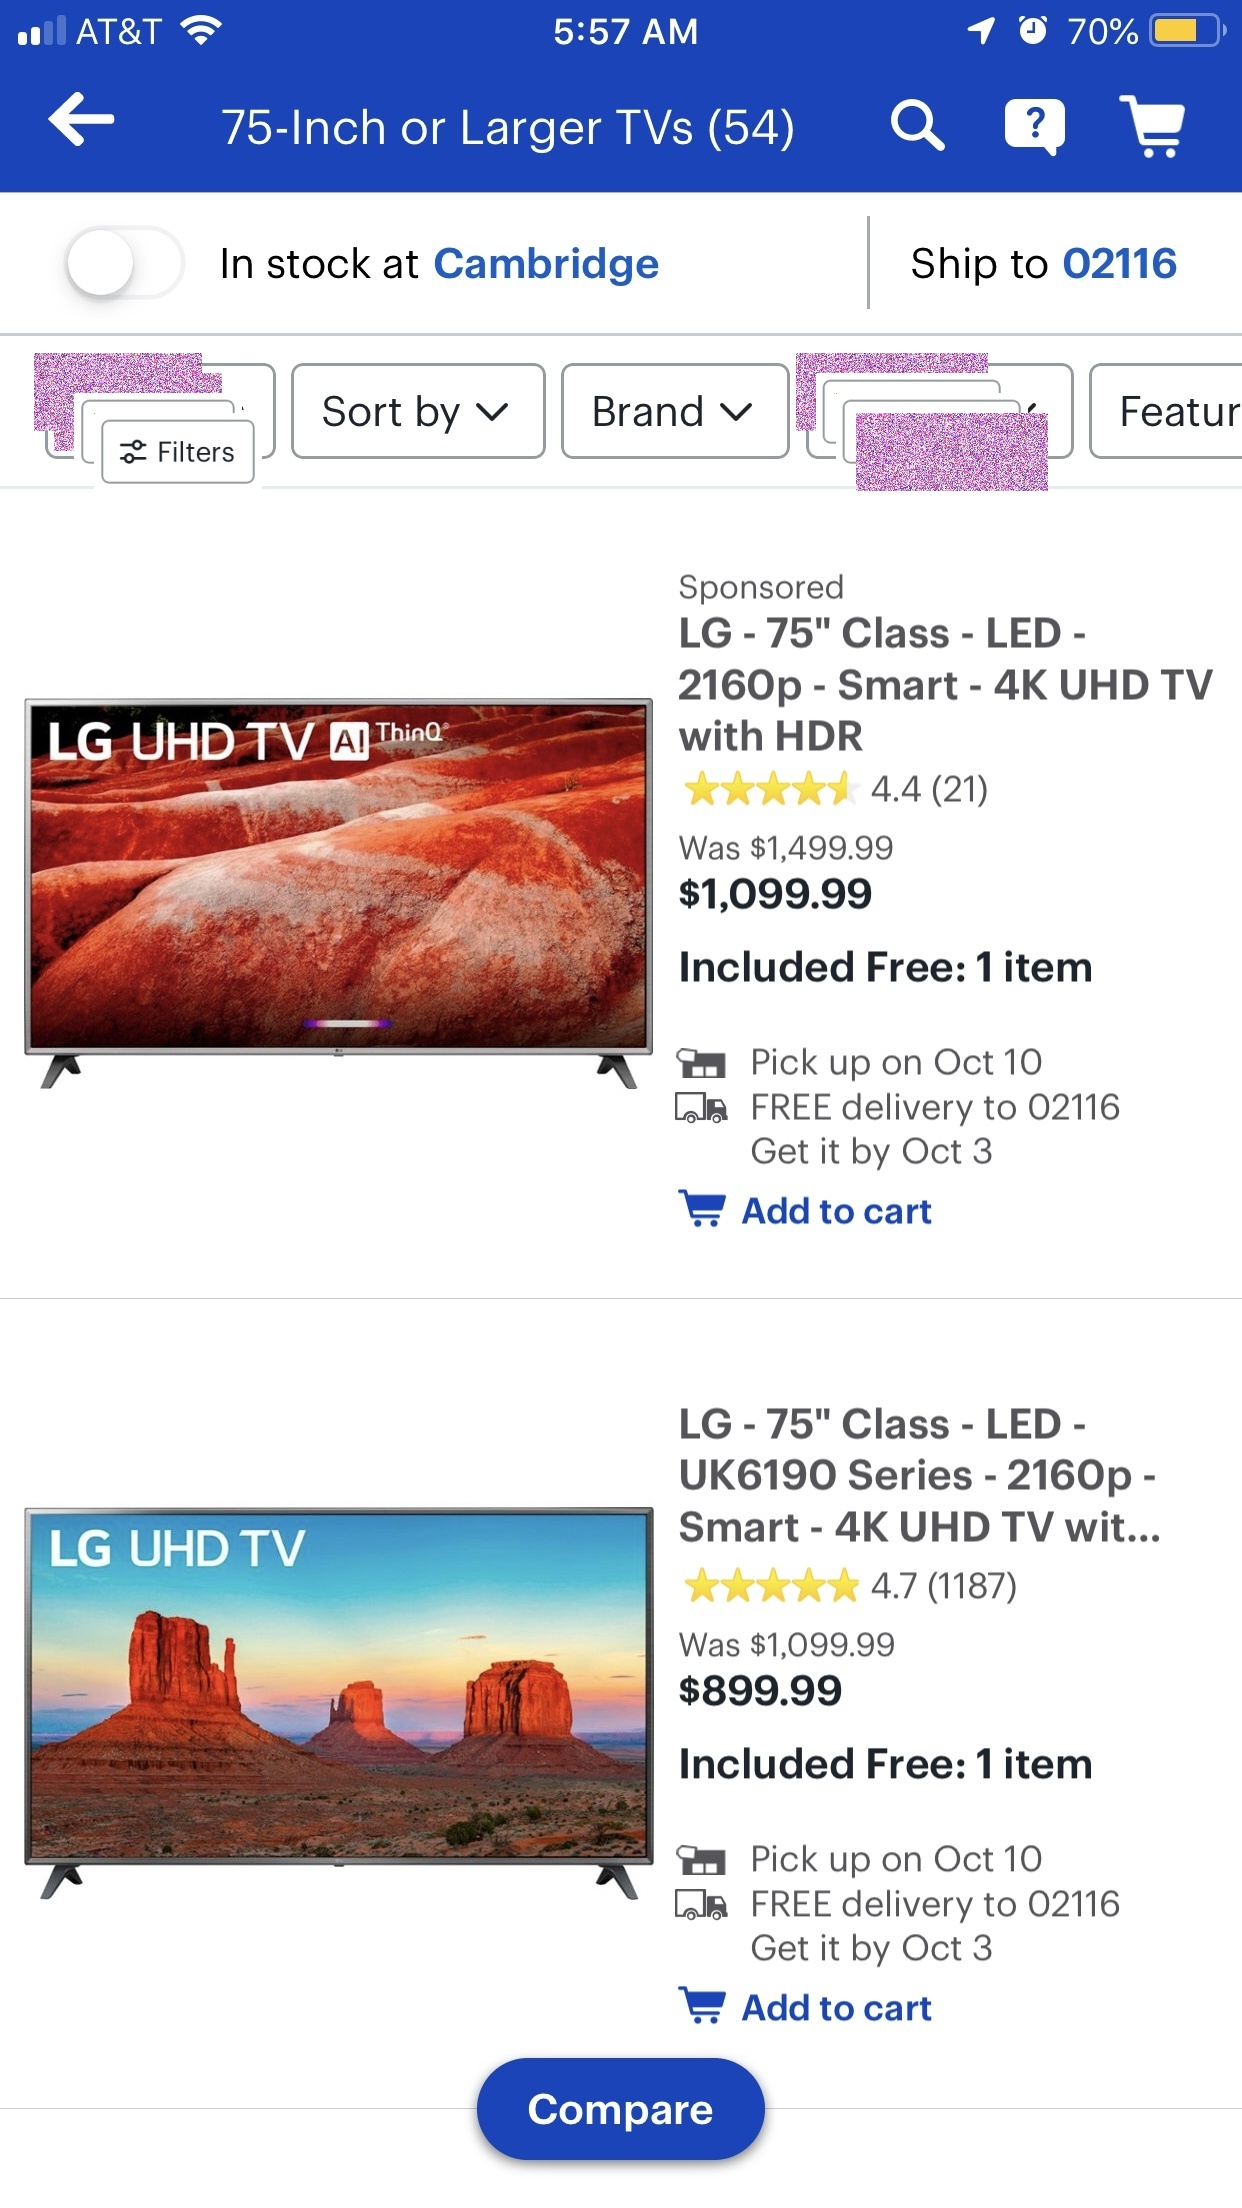 AT&T 5:57 AM 70%
75-Inch or Larger TVs (54) ?
In stock at Cambridge Ship to 02116
Filters Sort by Brand Featur
Sponsored
LG - 75" Class - LED -
2160p - Smart - 4K UHD TV
with HDR
4.4 (21)
Was $1,499.99
$1,099.99
Included Free: 1 item
Pick up on Oct 10
FREE delivery to 02116
Get it by Oct 3
Add to cart
LG UHD TV AI ThinQ
LG - 75" Class - LED -
UK6190 Series - 2160p -
Smart - 4K UHD TV wit...
4.7 (1187)
Was $1,099.99
$899.99
Included Free: 1 item
Pick up on Oct 10
FREE delivery to 02116
Get it by Oct 3
Add to cart
LG UHD TV
Compare